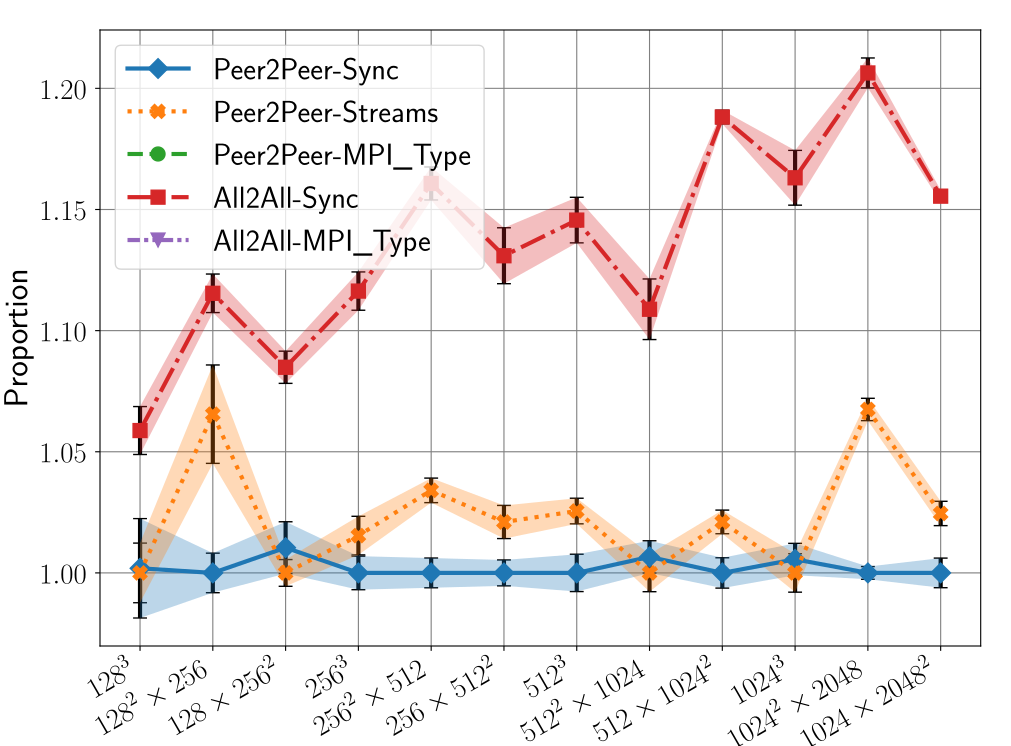 Peer2Peer-Sync
Peer2Peer-Streams
Peer2Peer-MPI_Type
All2All-Sync
All2All-MPI_Type
Proportion
1.20
1.15
1.10
1.05
1.00
128³
128² × 256
128 × 256²
256³
256² × 512
256 × 512²
512³
512² × 1024
512 × 1024²
1024³
1024² × 2048
1024 × 2048²